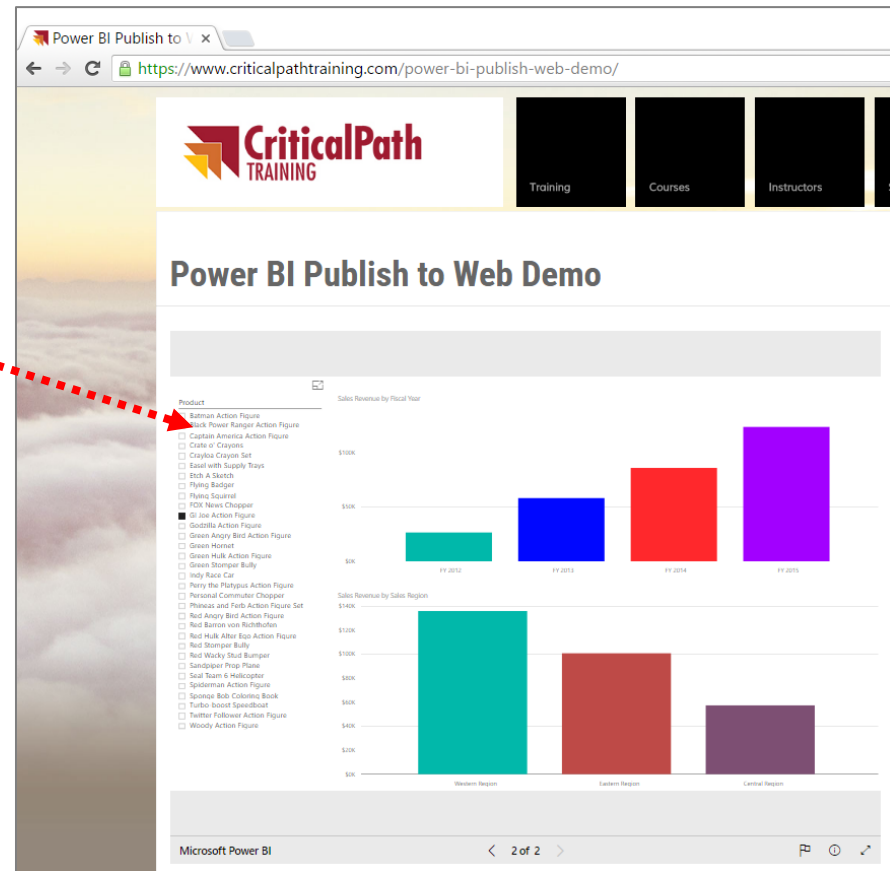 Power BI Publish to
https://www.criticalpathtraining.com/power-bi-publish-web-demo/
CriticalPath
TRAINING
Training
Courses
Instructors
Power BI Publish to Web Demo
Product
Batman Action Figure
Black Power Ranger Action Figure
Captain America Action Figure
Crate o' Crayons
Crayloa Crayon Set
Easel with Supply Trays
Etch A Sketch
Flying Badger
Flying Squirrel
FOX News Chopper
GI Joe Action Figure
Godzilla Action Figure
Green Angry Bird Action Figure
Green Hornet
Green Hulk Action Figure
Green Stomper Bully
Indy Race Car
Perry the Platypus Action Figure
Personal Commuter Chopper
Phineas and Ferb Action Figure Set
Red Angry Bird Action Figure
Red Barron von Richthofen
Red Hulk Alter Ego Action Figure
Red Stomper Bully
Red Wacky Stud Bumper
Sandpiper Prop Plane
Seal Team 6 Helicopter
Spiderman Action Figure
Sponge Bob Coloring Book
Turbo boost Speedboat
Twitter Follower Action Figure
Woody Action Figure
Sales Revenue by Fiscal Year
$100K
$50K
$0K
FY 2012
FY 2013
FY 2014
FY 2015
Sales Revenue by Sales Region
$140K
$120K
$100K
$80K
$60K
$40K
$20K
$0K
Western Region
Eastern Region
Central Region
Microsoft Power BI
2 of 2